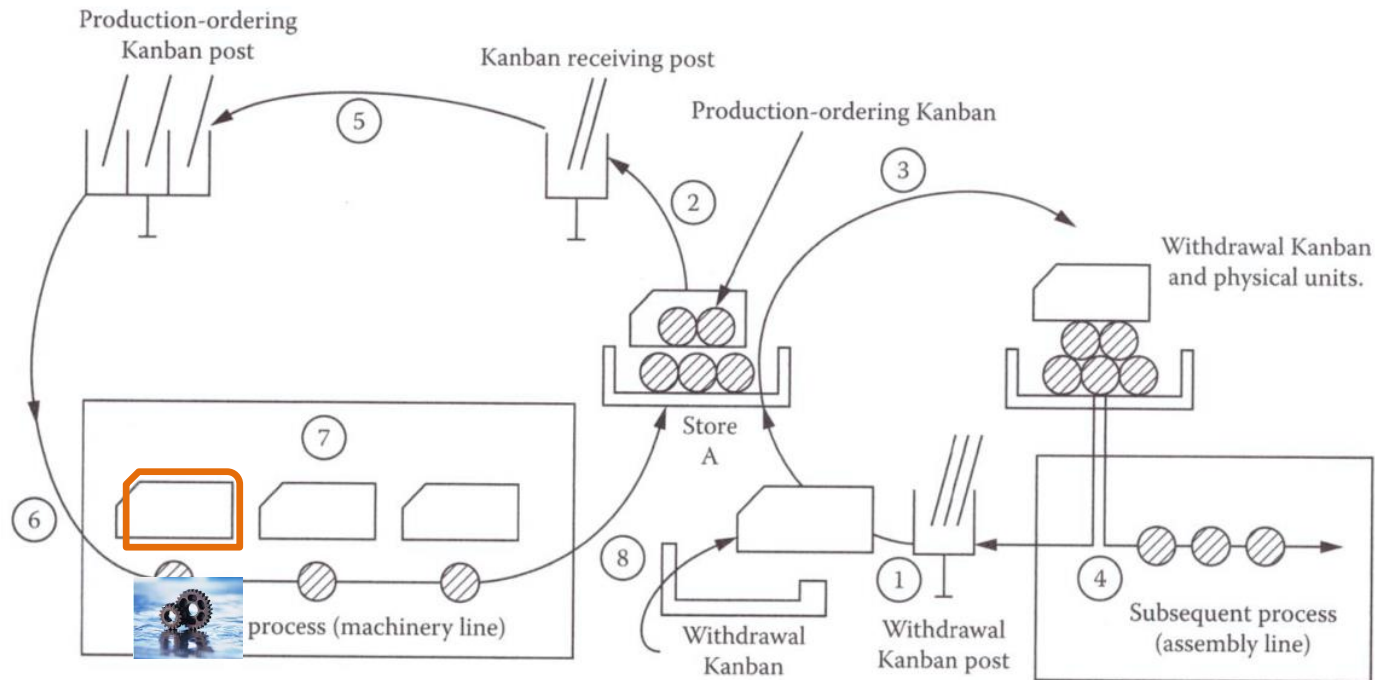 Production-ordering
Kanban post
Kanban receiving post
Production-ordering Kanban
5
3
2
Withdrawal Kanban
and physical units.
Store
A
7
6
8
1
4
process (machinery line)
Withdrawal
Kanban
Withdrawal
Kanban post
Subsequent process
(assembly line)